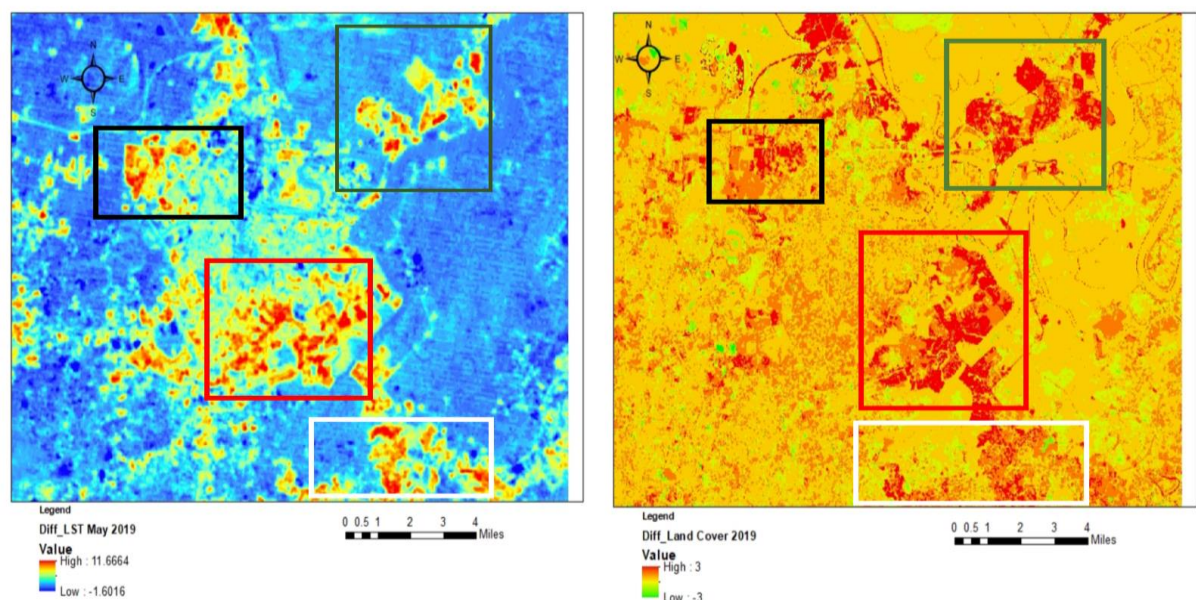 N
W E
S
Legend
Diff_LST May 2019
Value
High : 11.6664
Low : -1.6016
0 0.5 1 2 3 4
Miles
N
W E
S
Legend
Diff_Land Cover 2019
Value
High : 3
Low : -3
0 0.5 1 2 3 4
Miles